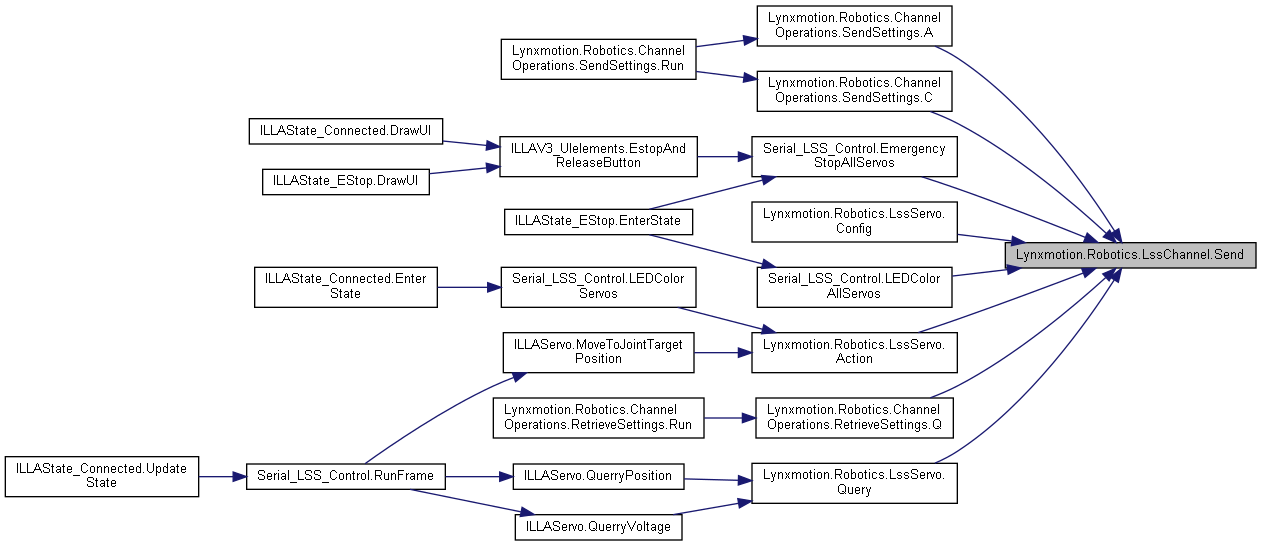 Lynxmotion.Robotics.Channel
Operations.SendSettings.A
Lynxmotion.Robotics.Channel
Operations.SendSettings.Run
Lynxmotion.Robotics.Channel
Operations.SendSettings.C
ILLAState_Connected.DrawUI
ILLAV3_UIelements.EstopAnd
ReleaseButton
Serial_LSS_Control.Emergency
StopAllServos
ILLAState_EStop.DrawUI
ILLAState_EStop.EnterState
Lynxmotion.Robotics.LssServo.
Config
Lynxmotion.Robotics.LssChannel.Send
ILLAState_Connected.Enter
State
Serial_LSS_Control.LEDColor
Servos
Serial_LSS_Control.LEDColor
AllServos
ILLAServo.MoveToJointTarget
Position
Lynxmotion.Robotics.LssServo.
Action
Lynxmotion.Robotics.Channel
Operations.RetrieveSettings.Run
Lynxmotion.Robotics.Channel
Operations.RetrieveSettings.Q
ILLAState_Connected.Update
State
Serial_LSS_Control.RunFrame
ILLAServo.QuerryPosition
Lynxmotion.Robotics.LssServo.
Query
ILLAServo.QuerryVoltage